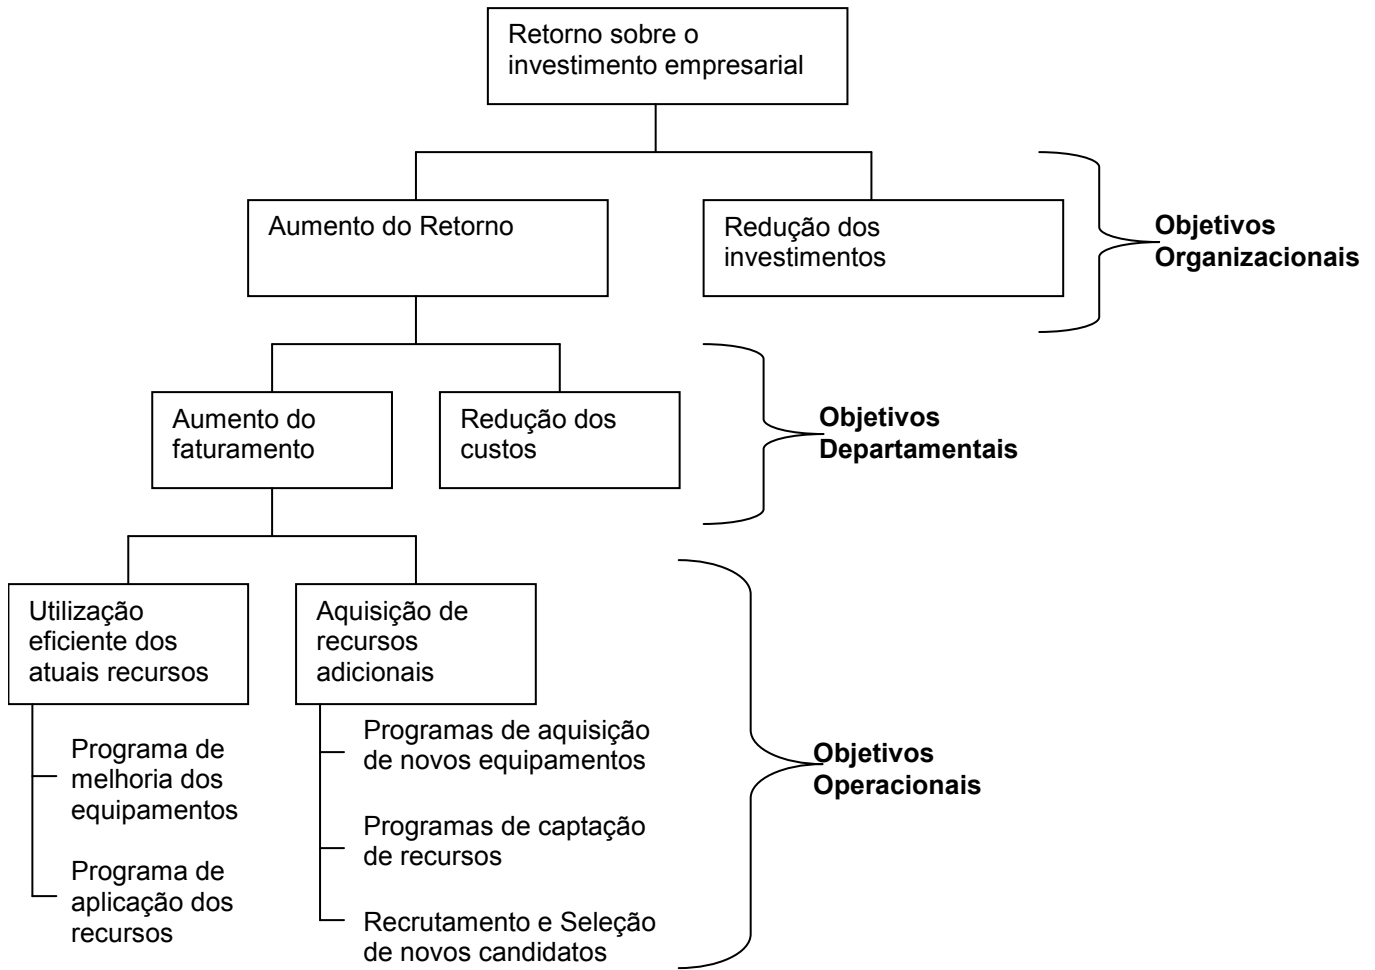 Retorno sobre o
investimento empresarial
Aumento do Retorno
Redução dos
investimentos
Objetivos
Organizacionais
Aumento do
faturamento
Redução dos
custos
Objetivos
Departamentais
Utilização
eficiente dos
atuais recursos
Aquisição de
recursos
adicionais
Programa de
melhoria dos
equipamentos
Programa de
aplicação dos
recursos
Programas de aquisição
de novos equipamentos
Programas de captação
de recursos
Recrutamento e Seleção
de novos candidatos
Objetivos
Operacionais